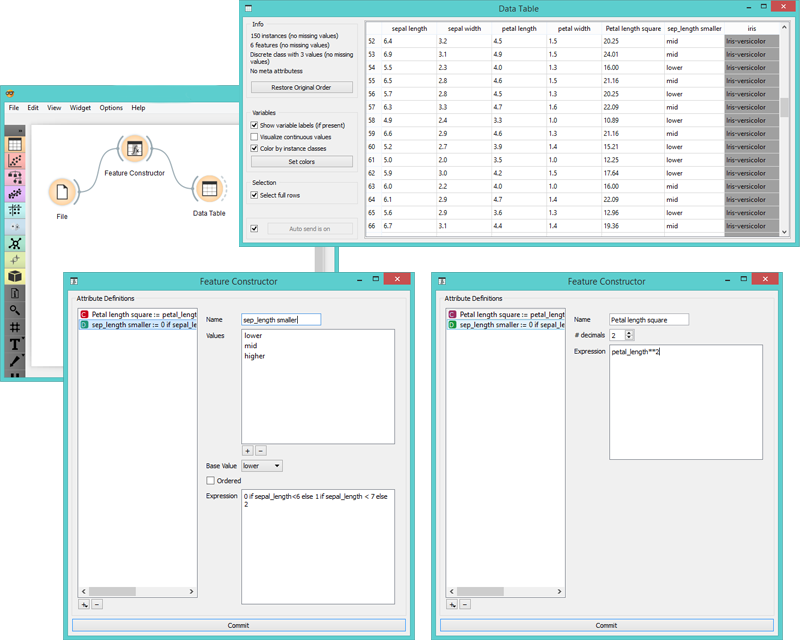 Data Table
Info
150 instances (no missing values)
6 features (no missing values)
Discrete class with 3 values (no missing
values)
No meta attributess
Restore Original Order
Variables
Show variable labels (if present)
Visualize continuous values
Color by instance classes
Set colors
Selection
Select full rows
Auto send is on
sepal length sepal width petal length petal width Petal length square sep_length smaller iris
52 6.4 3.2 4.5 1.5 20.25 mid Iris-versicolor
53 6.9 3.1 4.9 1.5 24.01 mid Iris-versicolor
54 5.5 2.3 4.0 1.3 16.00 lower Iris-versicolor
55 6.5 2.8 4.6 1.5 21.16 mid Iris-versicolor
56 5.7 2.8 4.5 1.3 20.25 lower Iris-versicolor
57 6.3 3.3 4.7 1.6 22.09 mid Iris-versicolor
58 4.9 2.4 3.3 1.0 10.89 lower Iris-versicolor
59 6.6 2.9 4.6 1.3 21.16 mid Iris-versicolor
60 5.2 2.7 3.9 1.4 15.21 lower Iris-versicolor
61 5.0 2.0 3.5 1.0 12.25 lower Iris-versicolor
62 5.9 3.0 4.2 1.5 17.64 lower Iris-versicolor
63 6.0 2.2 4.0 1.0 16.00 mid Iris-versicolor
64 6.1 2.9 4.7 1.4 22.09 mid Iris-versicolor
65 5.6 2.9 3.6 1.3 12.96 lower Iris-versicolor
66 6.7 3.1 4.4 1.4 19.36 mid Iris-versicolor
File Edit View Widget Options Help
File
Feature Constructor
Data Table
Feature Constructor
Attribute Definitions
C Petal length square := petal_lengt
D sep_length smaller := 0 if sepal_le
Name sep_length smaller
Values
lower
mid
higher
+ −
Base Value lower
Ordered
Expression
0 if sepal_length<6 else 1 if sepal_length < 7 else
2
Commit
Feature Constructor
Attribute Definitions
C Petal length square := petal_lengt
D sep_length smaller := 0 if sepal_le
Name Petal length square
# decimals 2
Expression petal_length**2
Commit